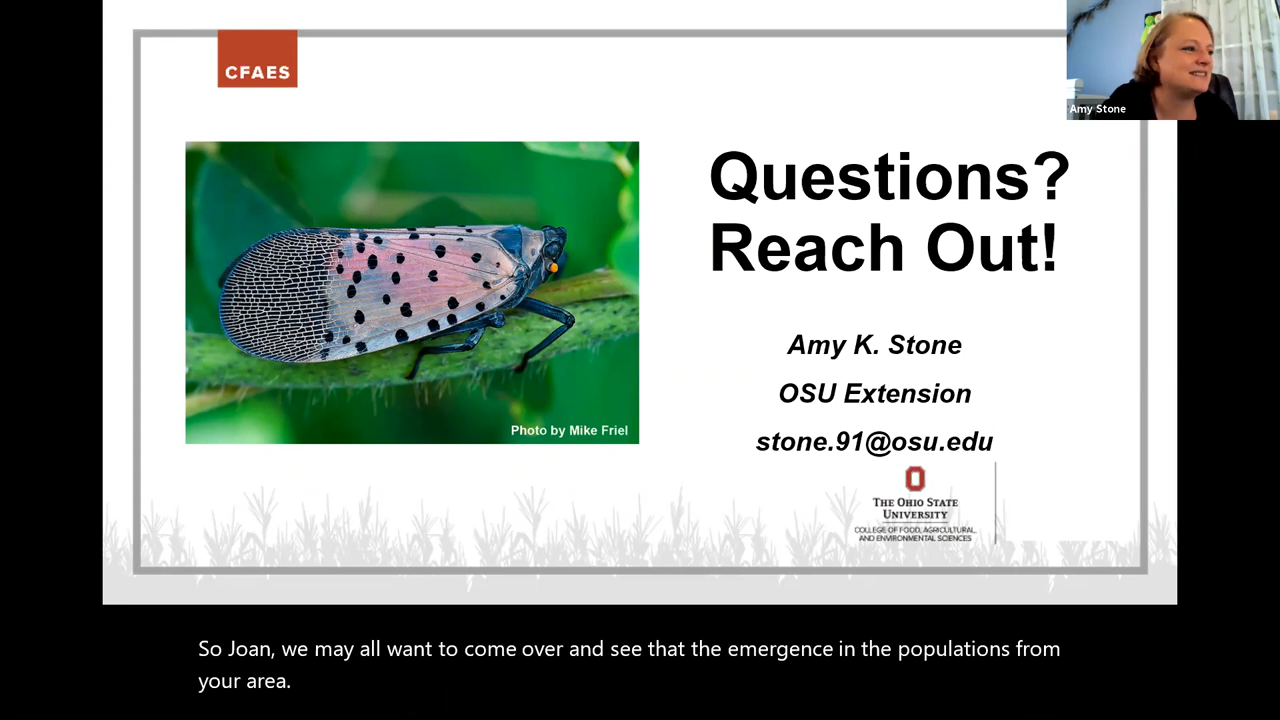 CFAES
Amy Stone
Questions?
Reach Out!
Photo by Mike Friel
Amy K. Stone
OSU Extension
stone.91@osu.edu
O
THE OHIO STATE
UNIVERSITY
COLLEGE OF FOOD, AGRICULTURAL,
AND ENVIRONMENTAL SCIENCES
So Joan, we may all want to come over and see that the emergence in the populations from
your area.